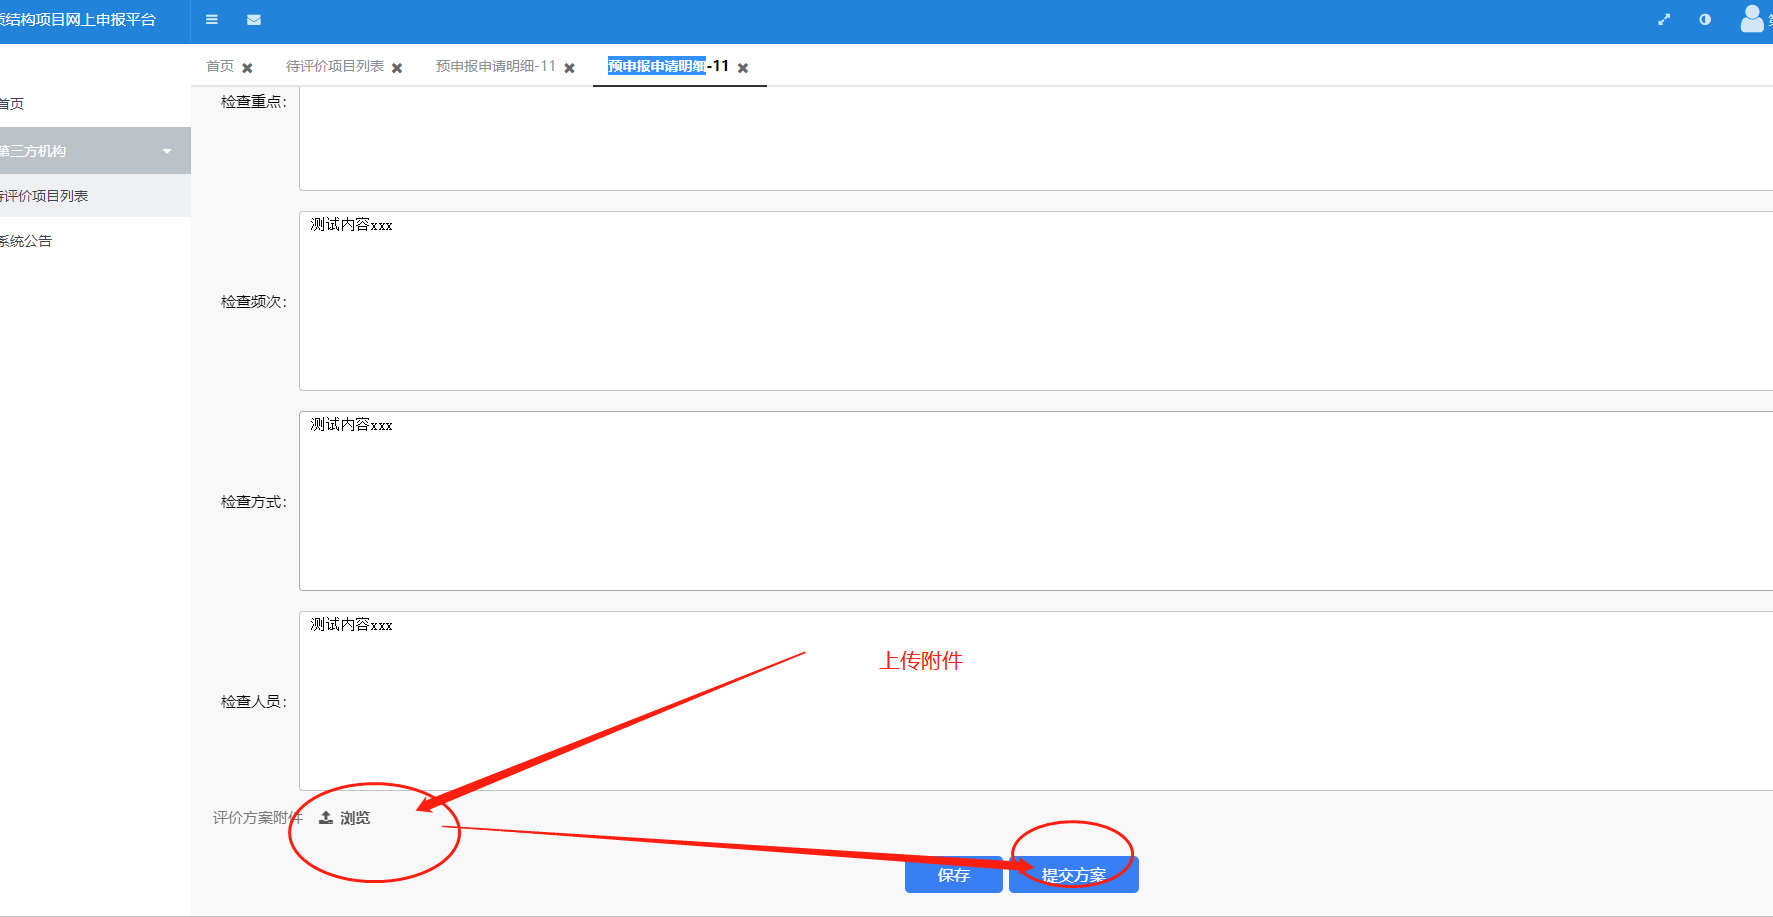 质结构项目网上申报平台
首页
待评价项目列表
预申报申请明细-11
预申报申请明细-11
首页
第三方机构
待评价项目列表
系统公告
检查重点：
测试内容xxx
检查频次：
测试内容xxx
检查方式：
测试内容xxx
检查人员：
上传附件
评价方案附件
浏览
保存
提交方案